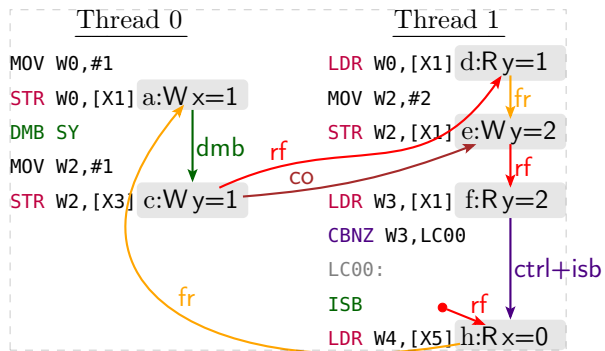 Thread 0
MOV W0,#1
STR W0,[X1] a:W x=1
DMB SY
dmb
MOV W2,#1
STR W2,[X3] c:W y=1
Thread 1
LDR W0,[X1] d:R y=1
MOV W2,#2
fr
STR W2,[X1] e:W y=2
rf
co
rf
LDR W3,[X1] f:R y=2
CBNZ W3,LC00
LC00:
ctrl+isb
ISB
fr
rf
LDR W4,[X5] h:R x=0